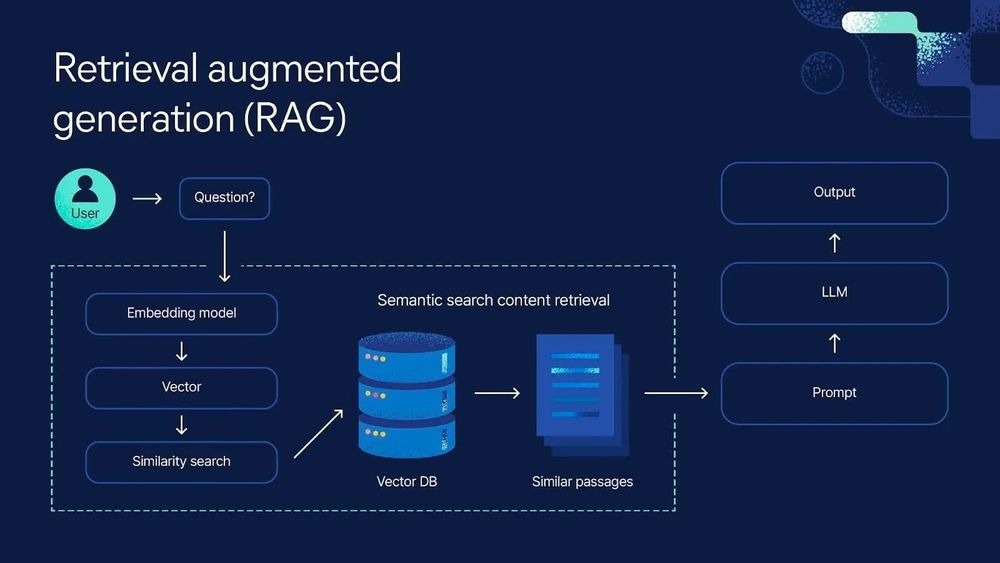 Retrieval augmented
generation (RAG)
User
Question?
Embedding model
Vector
Similarity search
Semantic search content retrieval
Vector DB
Similar passages
Output
LLM
Prompt